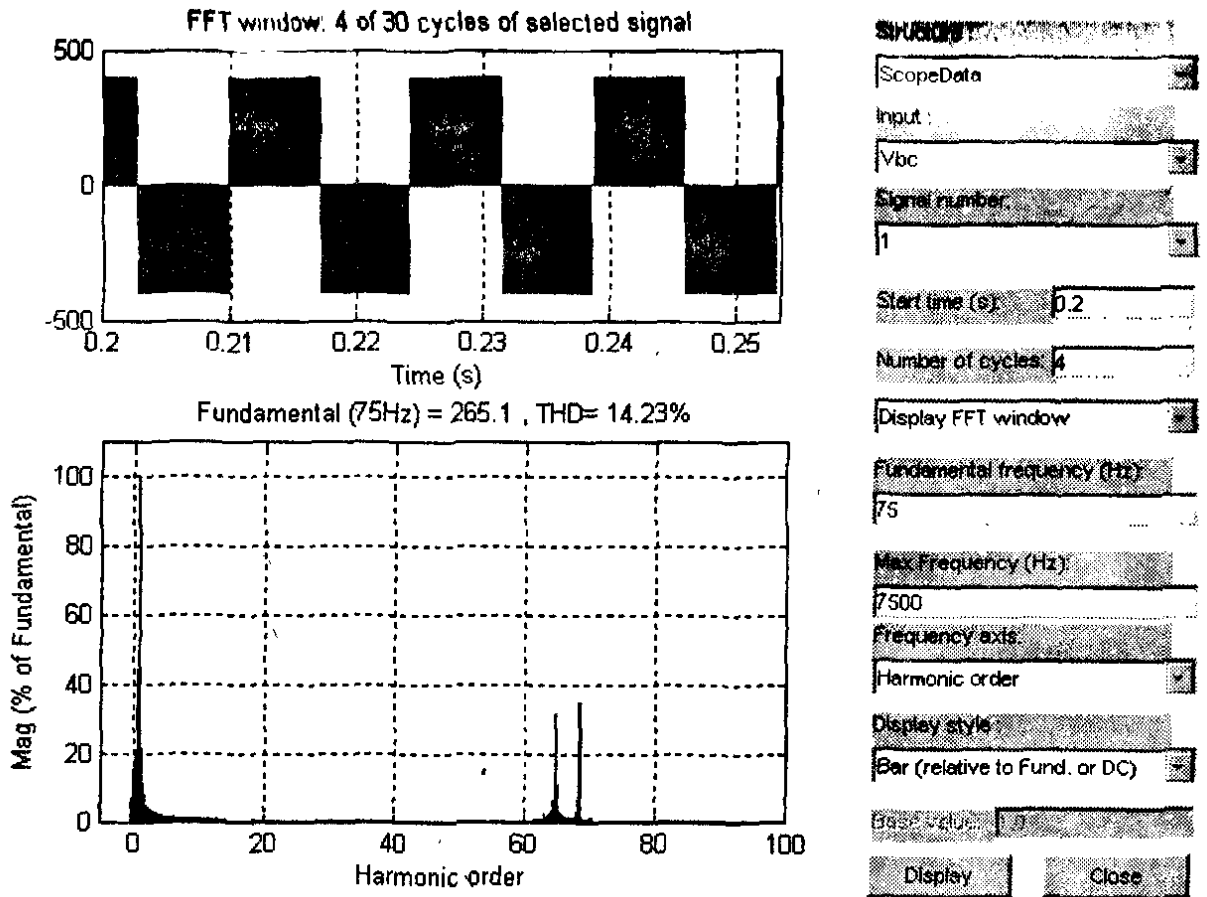 FFT window: 4 of 30 cycles of selected signal
500
0
-500
0.2 0.21 0.22 0.23 0.24 0.25
Time (s)
Fundamental (75Hz) = 265.1 , THD= 14.23%
100
80
60
40
20
0
Mag (% of Fundamental)
0 20 40 60 80 100
Harmonic order
Structure
ScopeData
Input :
Vbc
Signal number:
1
Start time (s): 0.2
Number of cycles: 4
Display FFT window
Fundamental frequency (Hz):
75
Max Frequency (Hz):
7500
Frequency axis:
Harmonic order
Display style :
Bar (relative to Fund. or DC)
Base value:
Display Close